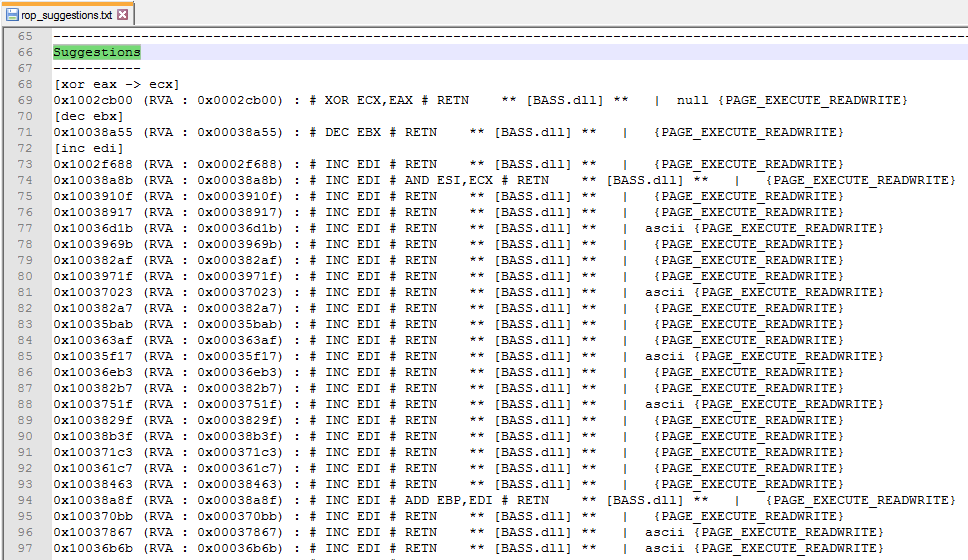 rop_suggestions.txt
65 --------------------------------------------------------------------------------------------------------------------
66 Suggestions
67 -----------
68 [xor eax -> ecx]
69 0x1002cb00 (RVA : 0x0002cb00) : # XOR ECX,EAX # RETN    ** [BASS.dll] **   |  null {PAGE_EXECUTE_READWRITE}
70 [dec ebx]
71 0x10038a55 (RVA : 0x00038a55) : # DEC EBX # RETN    ** [BASS.dll] **   |   {PAGE_EXECUTE_READWRITE}
72 [inc edi]
73 0x1002f688 (RVA : 0x0002f688) : # INC EDI # RETN    ** [BASS.dll] **   |   {PAGE_EXECUTE_READWRITE}
74 0x10038a8b (RVA : 0x00038a8b) : # INC EDI # AND ESI,ECX # RETN    ** [BASS.dll] **   |   {PAGE_EXECUTE_READWRITE}
75 0x1003910f (RVA : 0x0003910f) : # INC EDI # RETN    ** [BASS.dll] **   |   {PAGE_EXECUTE_READWRITE}
76 0x10038917 (RVA : 0x00038917) : # INC EDI # RETN    ** [BASS.dll] **   |   {PAGE_EXECUTE_READWRITE}
77 0x10036d1b (RVA : 0x00036d1b) : # INC EDI # RETN    ** [BASS.dll] **   |  ascii {PAGE_EXECUTE_READWRITE}
78 0x1003969b (RVA : 0x0003969b) : # INC EDI # RETN    ** [BASS.dll] **   |   {PAGE_EXECUTE_READWRITE}
79 0x100382af (RVA : 0x000382af) : # INC EDI # RETN    ** [BASS.dll] **   |   {PAGE_EXECUTE_READWRITE}
80 0x1003971f (RVA : 0x0003971f) : # INC EDI # RETN    ** [BASS.dll] **   |   {PAGE_EXECUTE_READWRITE}
81 0x10037023 (RVA : 0x00037023) : # INC EDI # RETN    ** [BASS.dll] **   |  ascii {PAGE_EXECUTE_READWRITE}
82 0x100382a7 (RVA : 0x000382a7) : # INC EDI # RETN    ** [BASS.dll] **   |   {PAGE_EXECUTE_READWRITE}
83 0x10035bab (RVA : 0x00035bab) : # INC EDI # RETN    ** [BASS.dll] **   |   {PAGE_EXECUTE_READWRITE}
84 0x100363af (RVA : 0x000363af) : # INC EDI # RETN    ** [BASS.dll] **   |   {PAGE_EXECUTE_READWRITE}
85 0x10035f17 (RVA : 0x00035f17) : # INC EDI # RETN    ** [BASS.dll] **   |  ascii {PAGE_EXECUTE_READWRITE}
86 0x10036eb3 (RVA : 0x00036eb3) : # INC EDI # RETN    ** [BASS.dll] **   |   {PAGE_EXECUTE_READWRITE}
87 0x100382b7 (RVA : 0x000382b7) : # INC EDI # RETN    ** [BASS.dll] **   |   {PAGE_EXECUTE_READWRITE}
88 0x1003751f (RVA : 0x0003751f) : # INC EDI # RETN    ** [BASS.dll] **   |  ascii {PAGE_EXECUTE_READWRITE}
89 0x1003829f (RVA : 0x0003829f) : # INC EDI # RETN    ** [BASS.dll] **   |   {PAGE_EXECUTE_READWRITE}
90 0x10038b3f (RVA : 0x00038b3f) : # INC EDI # RETN    ** [BASS.dll] **   |   {PAGE_EXECUTE_READWRITE}
91 0x100371c3 (RVA : 0x000371c3) : # INC EDI # RETN    ** [BASS.dll] **   |   {PAGE_EXECUTE_READWRITE}
92 0x100361c7 (RVA : 0x000361c7) : # INC EDI # RETN    ** [BASS.dll] **   |   {PAGE_EXECUTE_READWRITE}
93 0x10038463 (RVA : 0x00038463) : # INC EDI # RETN    ** [BASS.dll] **   |   {PAGE_EXECUTE_READWRITE}
94 0x10038a8f (RVA : 0x00038a8f) : # INC EDI # ADD EBP,EDI # RETN    ** [BASS.dll] **   |   {PAGE_EXECUTE_READWRITE}
95 0x100370bb (RVA : 0x000370bb) : # INC EDI # RETN    ** [BASS.dll] **   |   {PAGE_EXECUTE_READWRITE}
96 0x10037867 (RVA : 0x00037867) : # INC EDI # RETN    ** [BASS.dll] **   |  ascii {PAGE_EXECUTE_READWRITE}
97 0x10036b6b (RVA : 0x00036b6b) : # INC EDI # RETN    ** [BASS.dll] **   |  ascii {PAGE_EXECUTE_READWRITE}